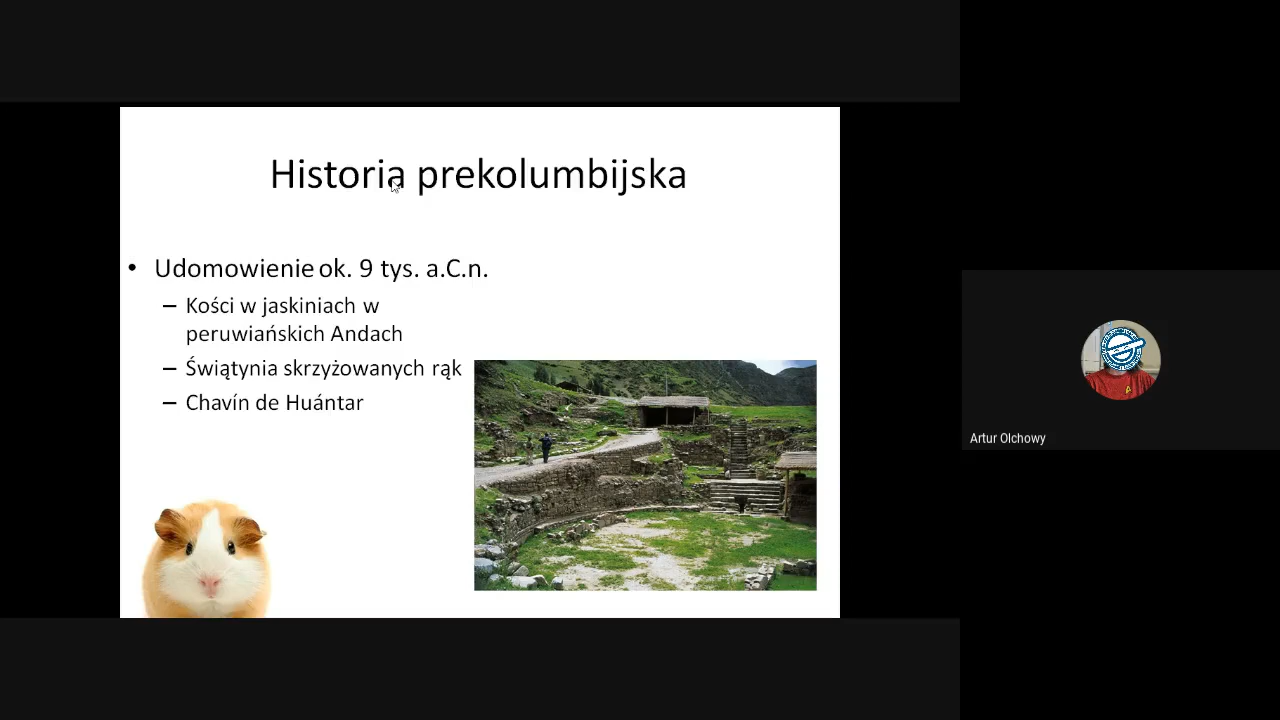 Historia prekolumbijska
• Udomowienie ok. 9 tys. a.C.n.
– Kości w jaskiniach w
peruwiańskich Andach
– Świątynia skrzyżowanych rąk
– Chavín de Huántar
Artur Olchowy